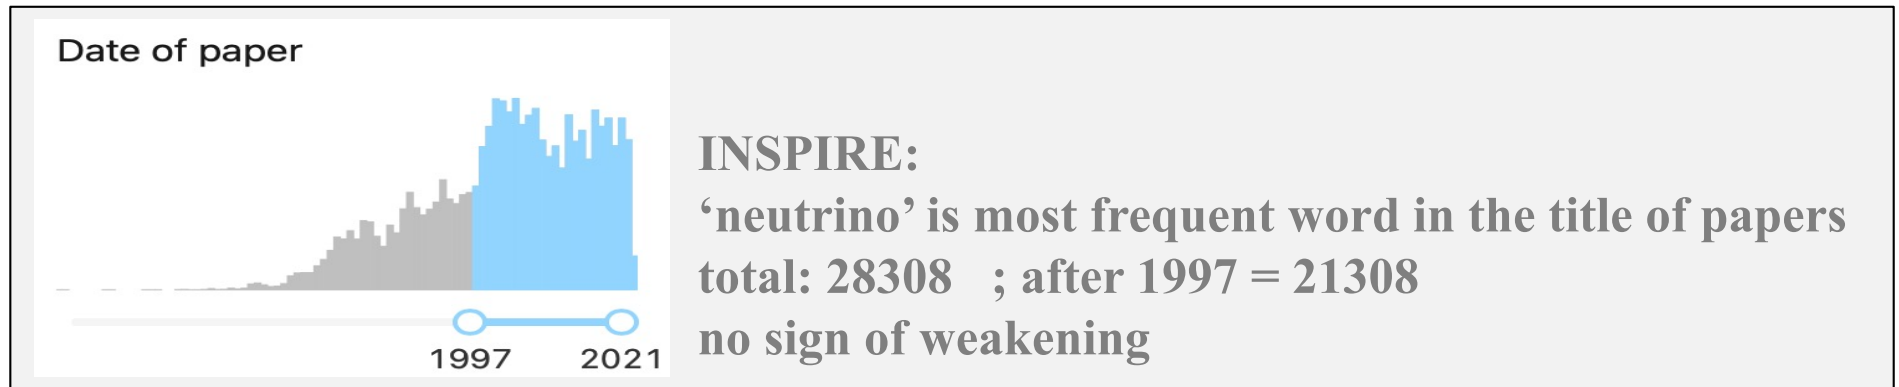 Date of paper
1997 2021
INSPIRE:
‘neutrino’ is most frequent word in the title of papers
total: 28308 ; after 1997 = 21308
no sign of weakening